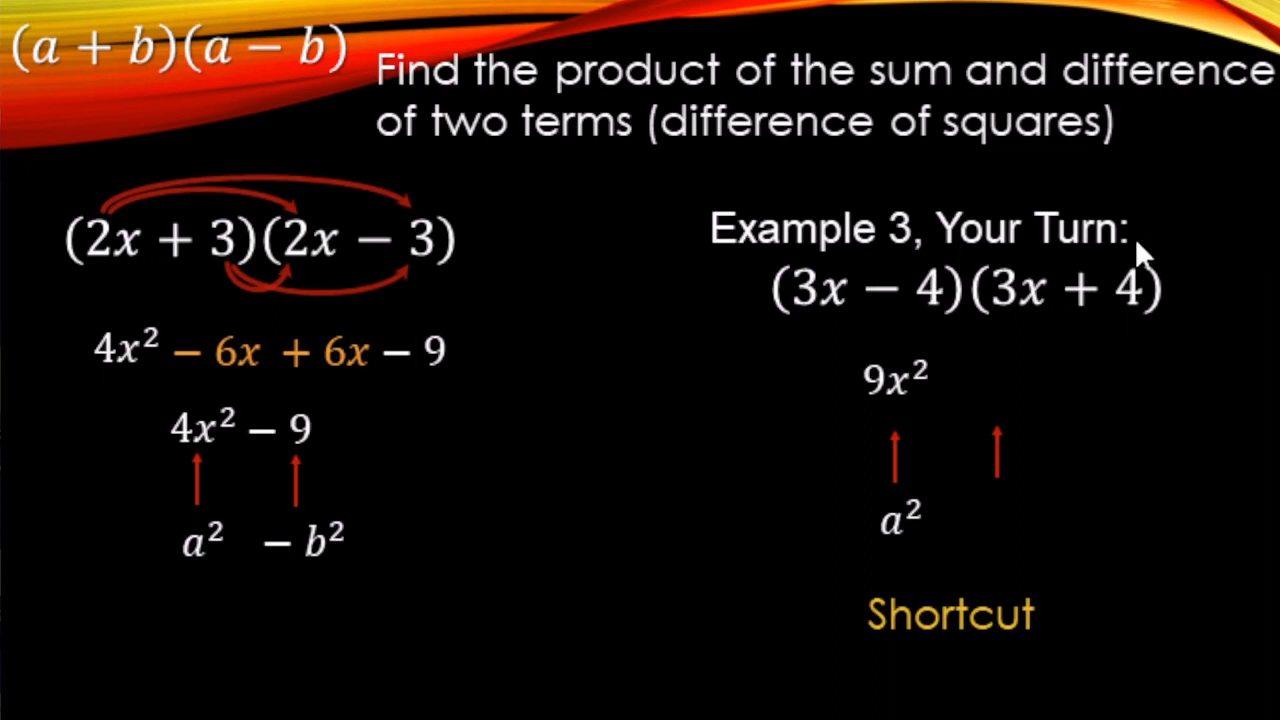 (a + b)(a − b)
Find the product of the sum and difference
of two terms (difference of squares)
(2x + 3)(2x − 3)
4x² − 6x + 6x − 9
4x² − 9
a² − b²
Example 3, Your Turn:
(3x − 4)(3x + 4)
9x²
a²
Shortcut